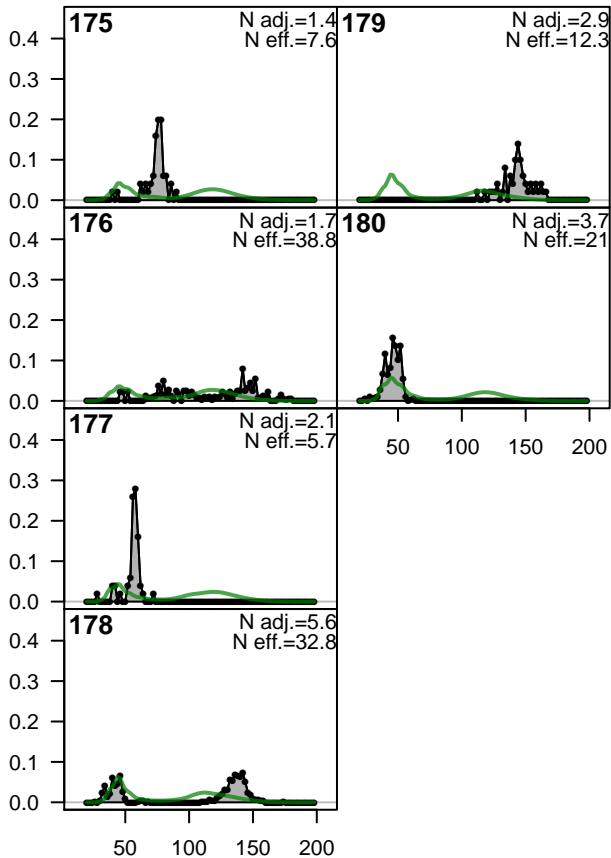 175 N adj.=1.4
N eff.=7.6
179 N adj.=2.9
N eff.=12.3
0.4
0.3
0.2
0.1
0.0
176 N adj.=1.7
N eff.=38.8
180 N adj.=3.7
N eff.=21
0.4
0.3
0.2
0.1
0.0
50 100 150 200
177 N adj.=2.1
N eff.=5.7
0.4
0.3
0.2
0.1
0.0
178 N adj.=5.6
N eff.=32.8
0.4
0.3
0.2
0.1
0.0
50 100 150 200